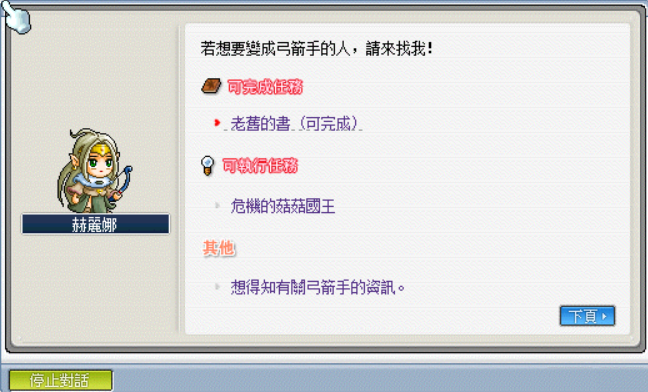 若想要變成弓箭手的人，請來找我!
可完成任務
老舊的書 (可完成)
可執行任務
危機的菇菇國王
赫麗娜
其他
想得知有關弓箭手的資訊。
下頁
停止對話